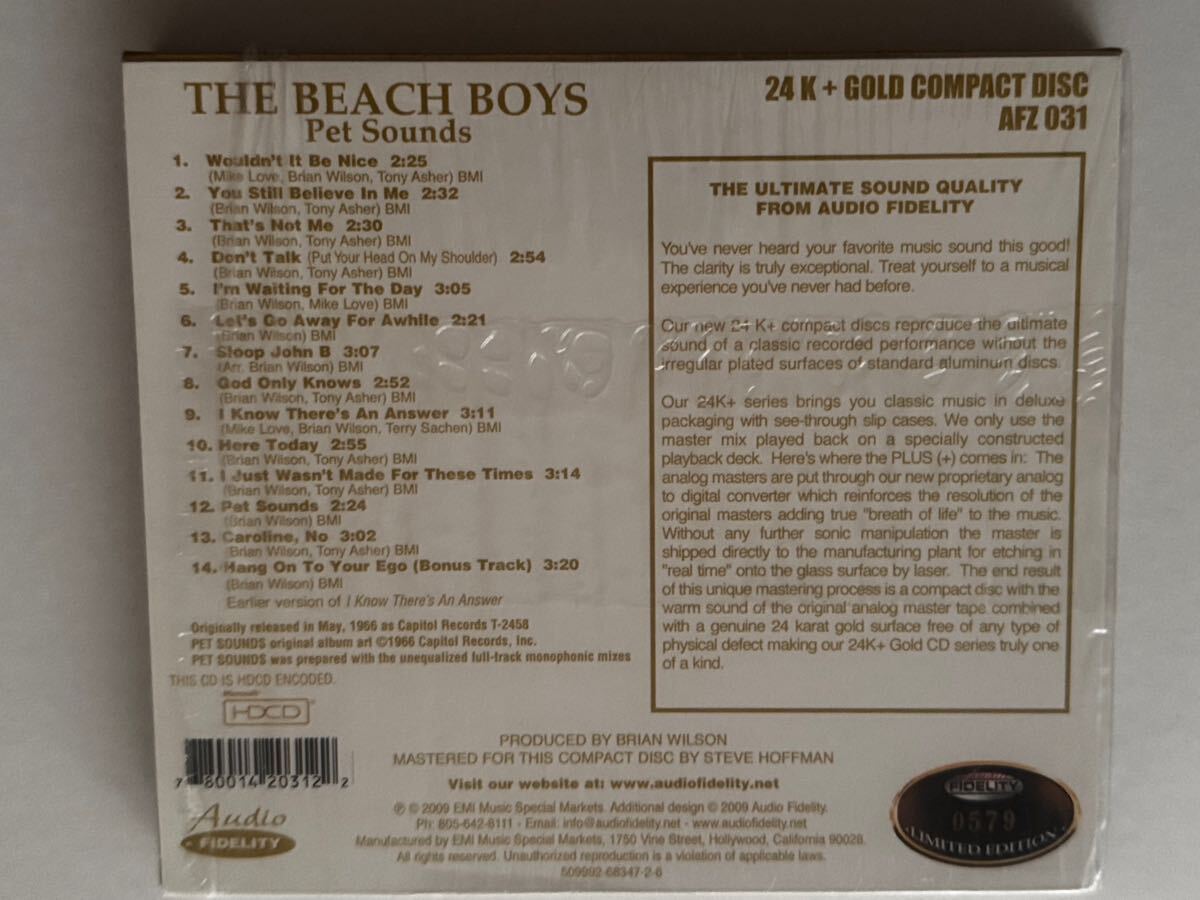 THE BEACH BOYS
Pet Sounds
1. Wouldn't It Be Nice 2:25
(Mike Love, Brian Wilson, Tony Asher) BMI
2. You Still Believe In Me 2:32
(Brian Wilson, Tony Asher) BMI
3. That's Not Me 2:30
(Brian Wilson, Tony Asher) BMI
4. Don't Talk (Put Your Head On My Shoulder) 2:54
(Brian Wilson, Tony Asher) BMI
5. I'm Waiting For The Day 3:05
(Brian Wilson, Mike Love) BMI
6. Let's Go Away For Awhile 2:21
(Brian Wilson) BMI
7. Sloop John B 3:07
(Arr. Brian Wilson) BMI
8. God Only Knows 2:52
(Brian Wilson, Tony Asher) BMI
9. I Know There's An Answer 3:11
(Mike Love, Brian Wilson, Terry Sachen) BMI
10. Here Today 2:55
(Brian Wilson, Tony Asher) BMI
11. I Just Wasn't Made For These Times 3:14
(Brian Wilson, Tony Asher) BMI
12. Pet Sounds 2:24
(Brian Wilson) BMI
13. Caroline, No 3:02
(Brian Wilson, Tony Asher) BMI
14. Hang On To Your Ego (Bonus Track) 3:20
(Brian Wilson) BMI
Earlier version of I Know There's An Answer
Originally released in May, 1966 as Capitol Records T-2458
PET SOUNDS original album art ©1966 Capitol Records, Inc.
PET SOUNDS was prepared with the unequalized full-track monophonic mixes
THIS CD IS HDCD ENCODED.
Microsoft
HDCD
24 K + GOLD COMPACT DISC
AFZ 031
THE ULTIMATE SOUND QUALITY
FROM AUDIO FIDELITY
You've never heard your favorite music sound this good!
The clarity is truly exceptional. Treat yourself to a musical
experience you've never had before.
Our new 24 K+ compact discs reproduce the ultimate
sound of a classic recorded performance without the
irregular plated surfaces of standard aluminum discs.
Our 24K+ series brings you classic music in deluxe
packaging with see-through slip cases. We only use the
master mix played back on a specially constructed
playback deck. Here's where the PLUS (+) comes in: The
analog masters are put through our new proprietary analog
to digital converter which reinforces the resolution of the
original masters adding true "breath of life" to the music.
Without any further sonic manipulation the master is
shipped directly to the manufacturing plant for etching in
"real time" onto the glass surface by laser. The end result
of this unique mastering process is a compact disc with the
warm sound of the original analog master tape combined
with a genuine 24 karat gold surface free of any type of
physical defect making our 24K+ Gold CD series truly one
of a kind.
PRODUCED BY BRIAN WILSON
MASTERED FOR THIS COMPACT DISC BY STEVE HOFFMAN
Visit our website at: www.audiofidelity.net
℗ © 2009 EMI Music Special Markets. Additional design © 2009 Audio Fidelity.
Ph: 805-642-8111 - Email: info@audiofidelity.net - www.audiofidelity.net
Manufactured by EMI Music Special Markets, 1750 Vine Street, Hollywood, California 90028.
All rights reserved. Unauthorized reproduction is a violation of applicable laws.
509992-68347-2-6
7 80014 20312 2
Audio
FIDELITY
FIDELITY
0579
LIMITED EDITION